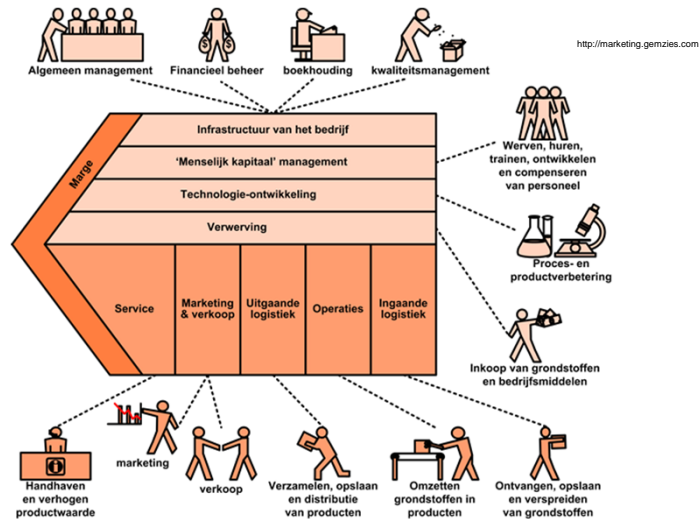 http://marketing.gemzies.com
Algemeen management
Financieel beheer
boekhouding
kwaliteitsmanagement
Infrastructuur van het bedrijf
‘Menselijk kapitaal’ management
Technologie-ontwikkeling
Verwerving
Marge
Werven, huren,
trainen, ontwikkelen
en compenseren
van personeel
Proces- en
productverbetering
Inkoop van grondstoffen
en bedrijfsmiddelen
Service
Marketing
& verkoop
Uitgaande
logistiek
Operaties
Ingaande
logistiek
Handhaven
en verhogen
productwaarde
marketing
verkoop
Verzamelen, opslaan
en distributie
van producten
Omzetten
grondstoffen in
producten
Ontvangen, opslaan
en verspreiden
van grondstoffen